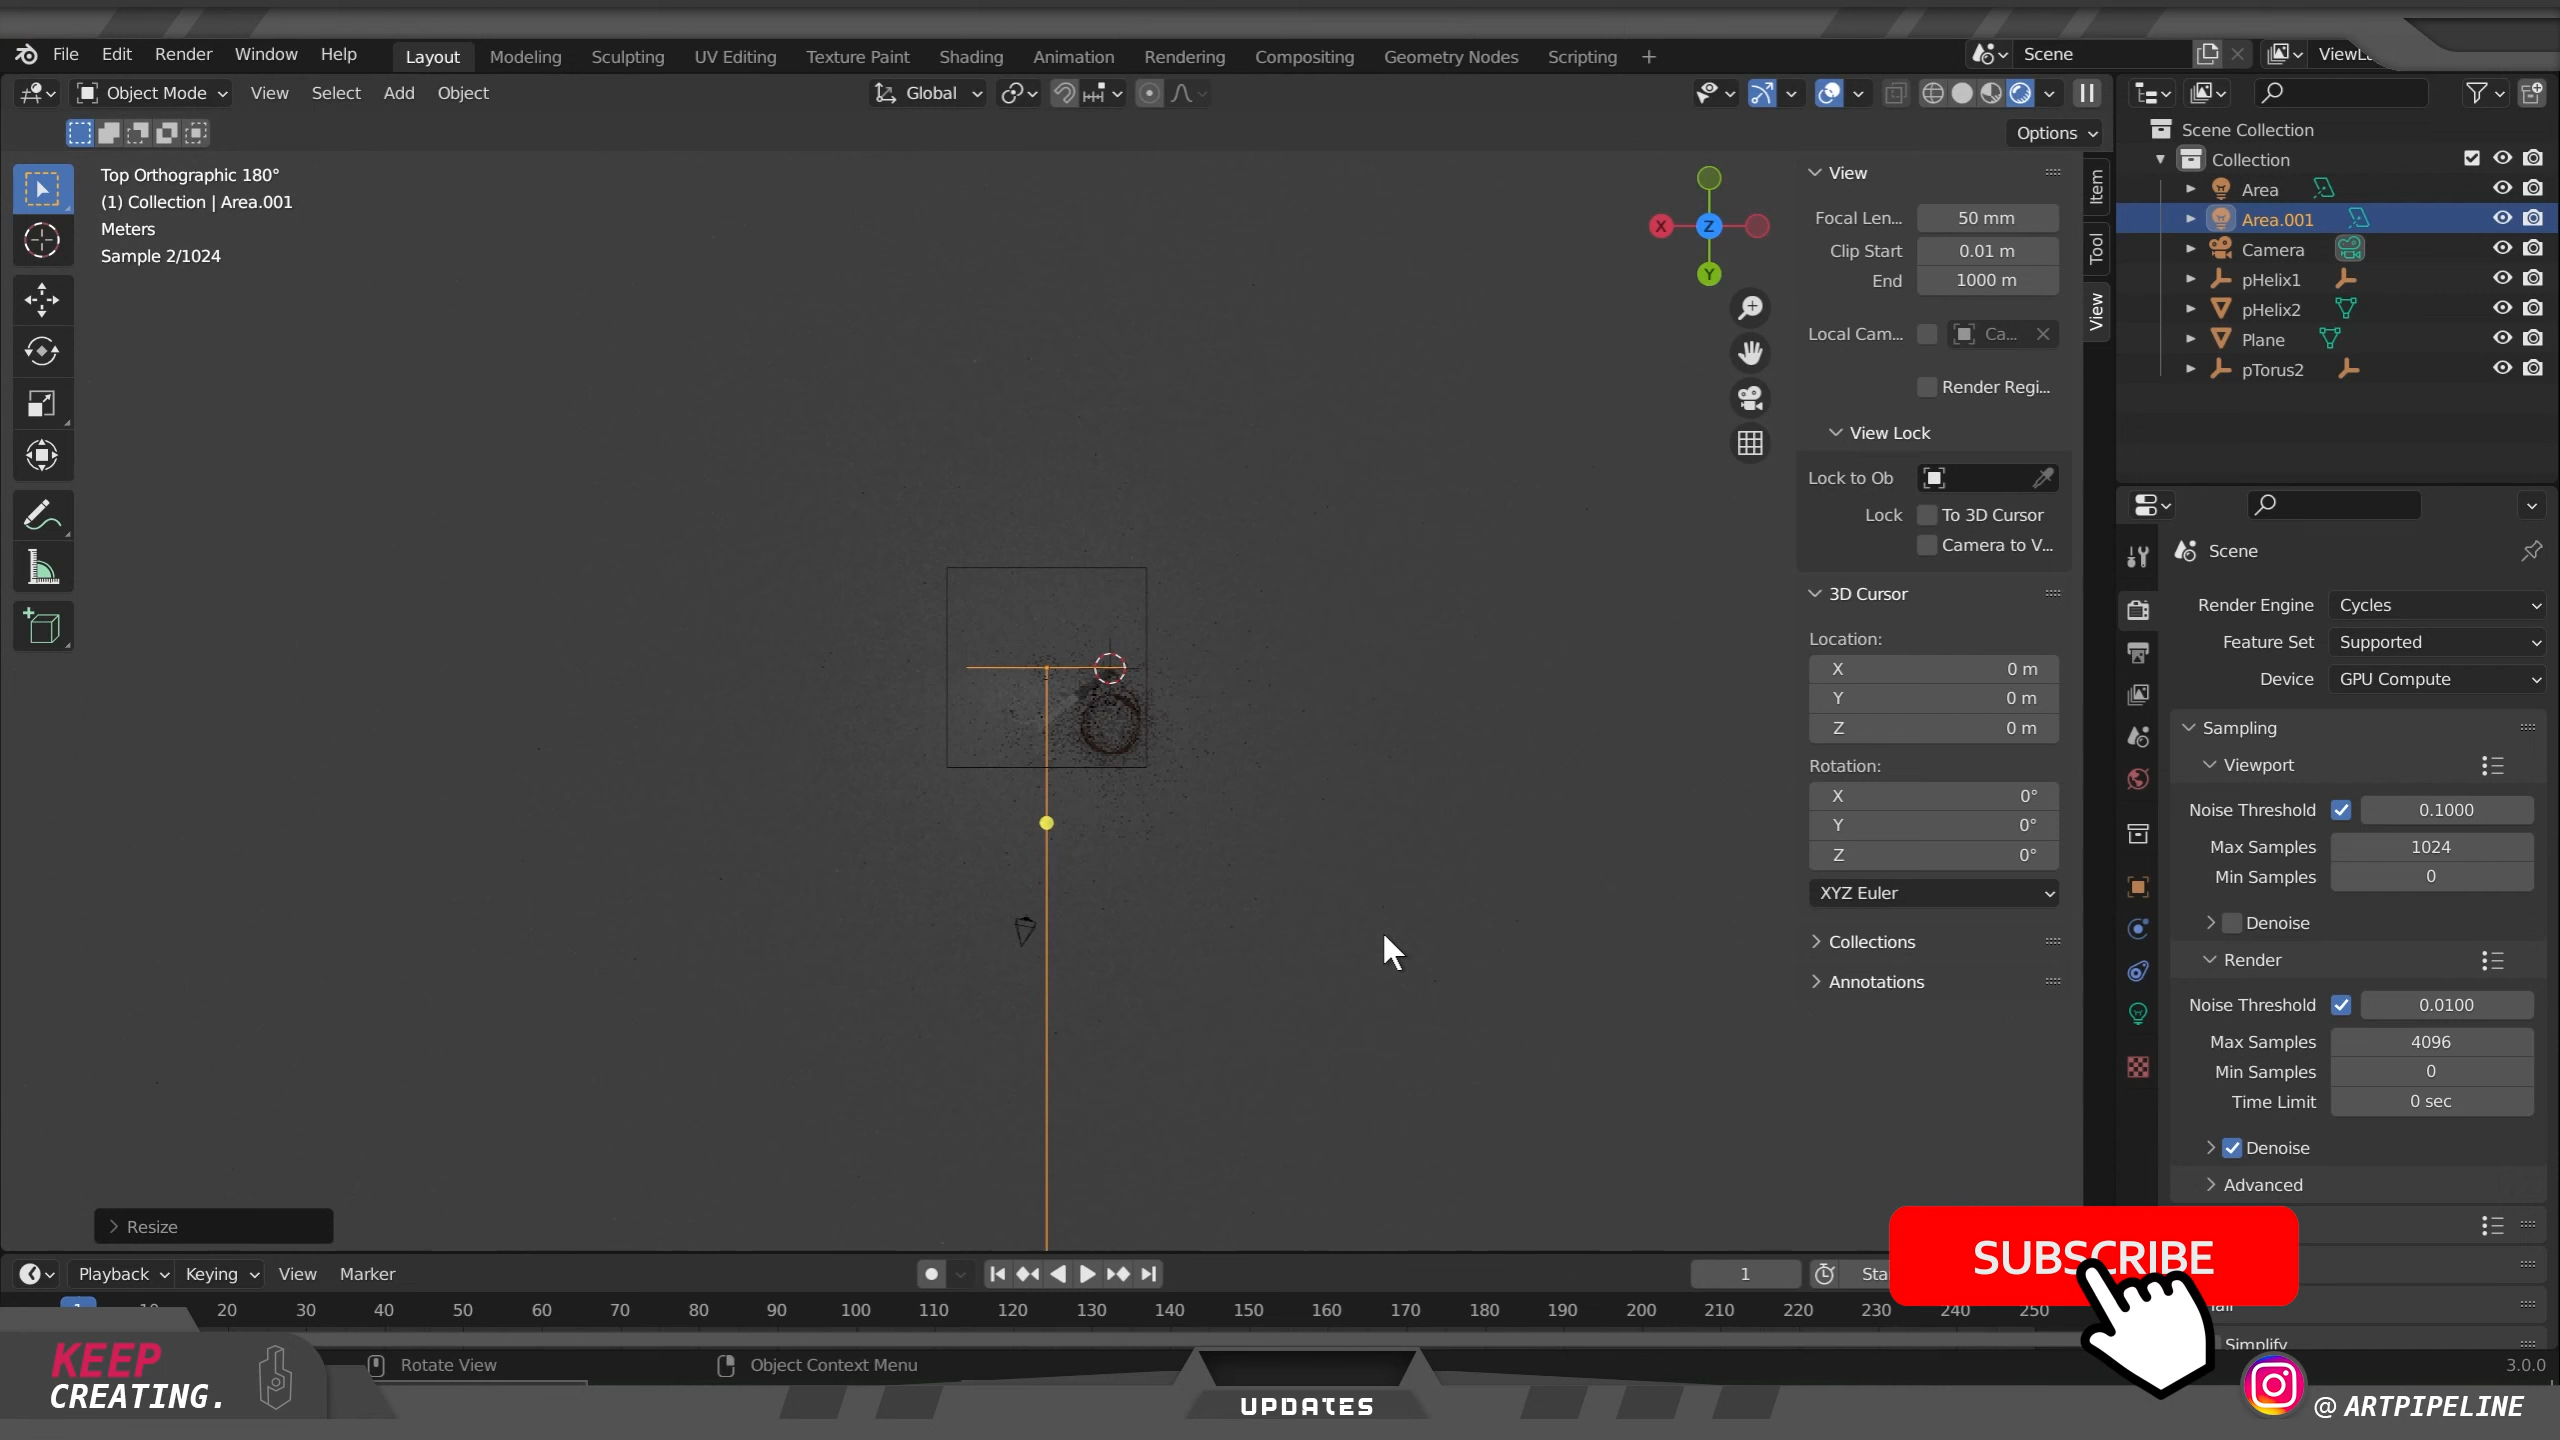 File Edit Render Window Help Layout Modeling Sculpting UV Editing Texture Paint Shading Animation Rendering Compositing Geometry Nodes Scripting + Scene
Object Mode View Select Add Object Global
Options
Top Orthographic 180°
(1) Collection | Area.001
Meters
Sample 2/1024
X Z Y
View
Focal Len... 50 mm
Clip Start 0.01 m
End 1000 m
Local Cam... Ca...
Render Regi...
View Lock
Lock to Ob
Lock To 3D Cursor
Camera to V...
3D Cursor
Location:
X 0 m
Y 0 m
Z 0 m
Rotation:
X 0°
Y 0°
Z 0°
XYZ Euler
Collections
Annotations
Item
Tool
View
Scene Collection
Collection
Area
Area.001
Camera
pHelix1
pHelix2
Plane
pTorus2
Scene
Render Engine Cycles
Feature Set Supported
Device GPU Compute
Sampling
Viewport
Noise Threshold 0.1000
Max Samples 1024
Min Samples 0
Denoise
Render
Noise Threshold 0.0100
Max Samples 4096
Min Samples 0
Time Limit 0 sec
Denoise
Advanced
Simplify
Resize
Playback Keying View Marker 1
20 30 40 50 60 70 80 90 100 110 120 130 140 150 160 170 180 190 200 210 220 230 240 250
Rotate View Object Context Menu 3.0.0
SUBSCRIBE
KEEP
CREATING.
UPDATES
@ ARTPIPELINE